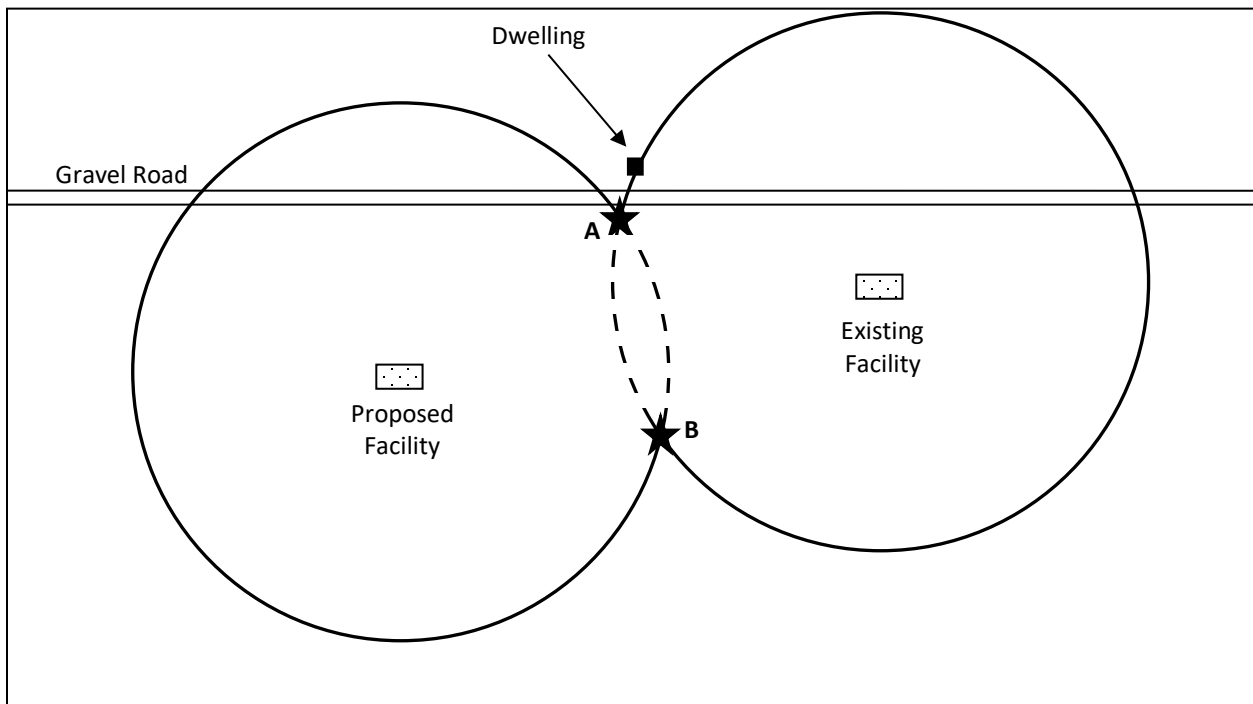 Dwelling
Gravel Road
A
Existing
Facility
Proposed
Facility
B